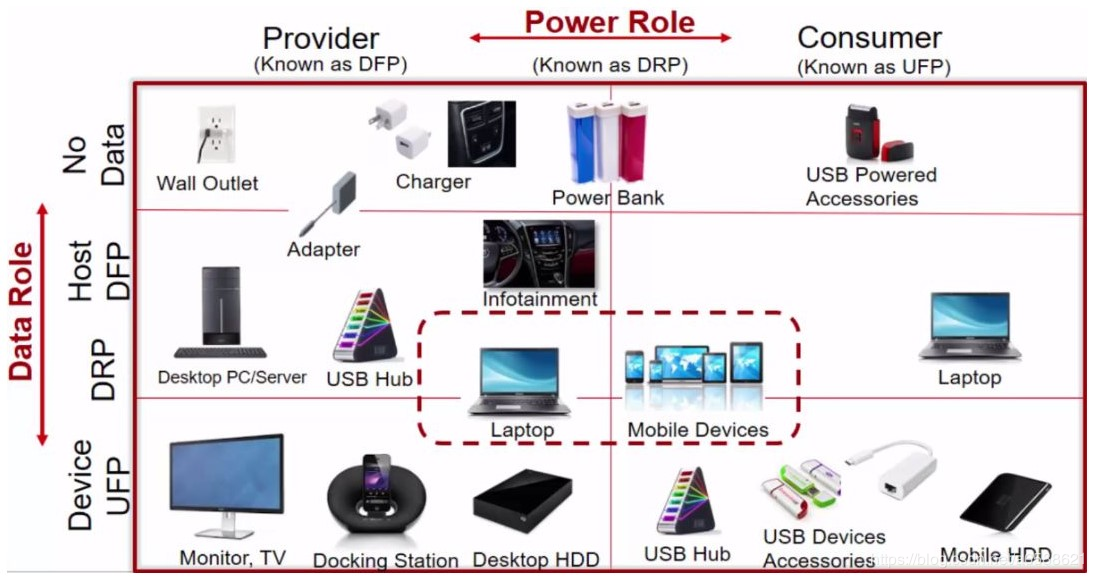 Power Role
Provider
Consumer
(Known as DFP)
(Known as DRP)
(Known as UFP)
No
Data
Wall Outlet
Charger
Power Bank
USB Powered
Accessories
Adapter
Data Role
Host
DFP
Infotainment
DRP
Desktop PC/Server
USB Hub
Laptop
Mobile Devices
Laptop
Device
UFP
Monitor, TV
Docking Station
Desktop HDD
USB Hub
USB Devices
Accessories
Mobile HDD